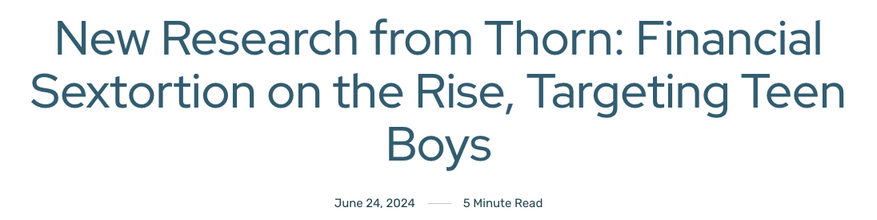 New Research from Thorn: Financial
Sextortion on the Rise, Targeting Teen
Boys
June 24, 2024 — 5 Minute Read